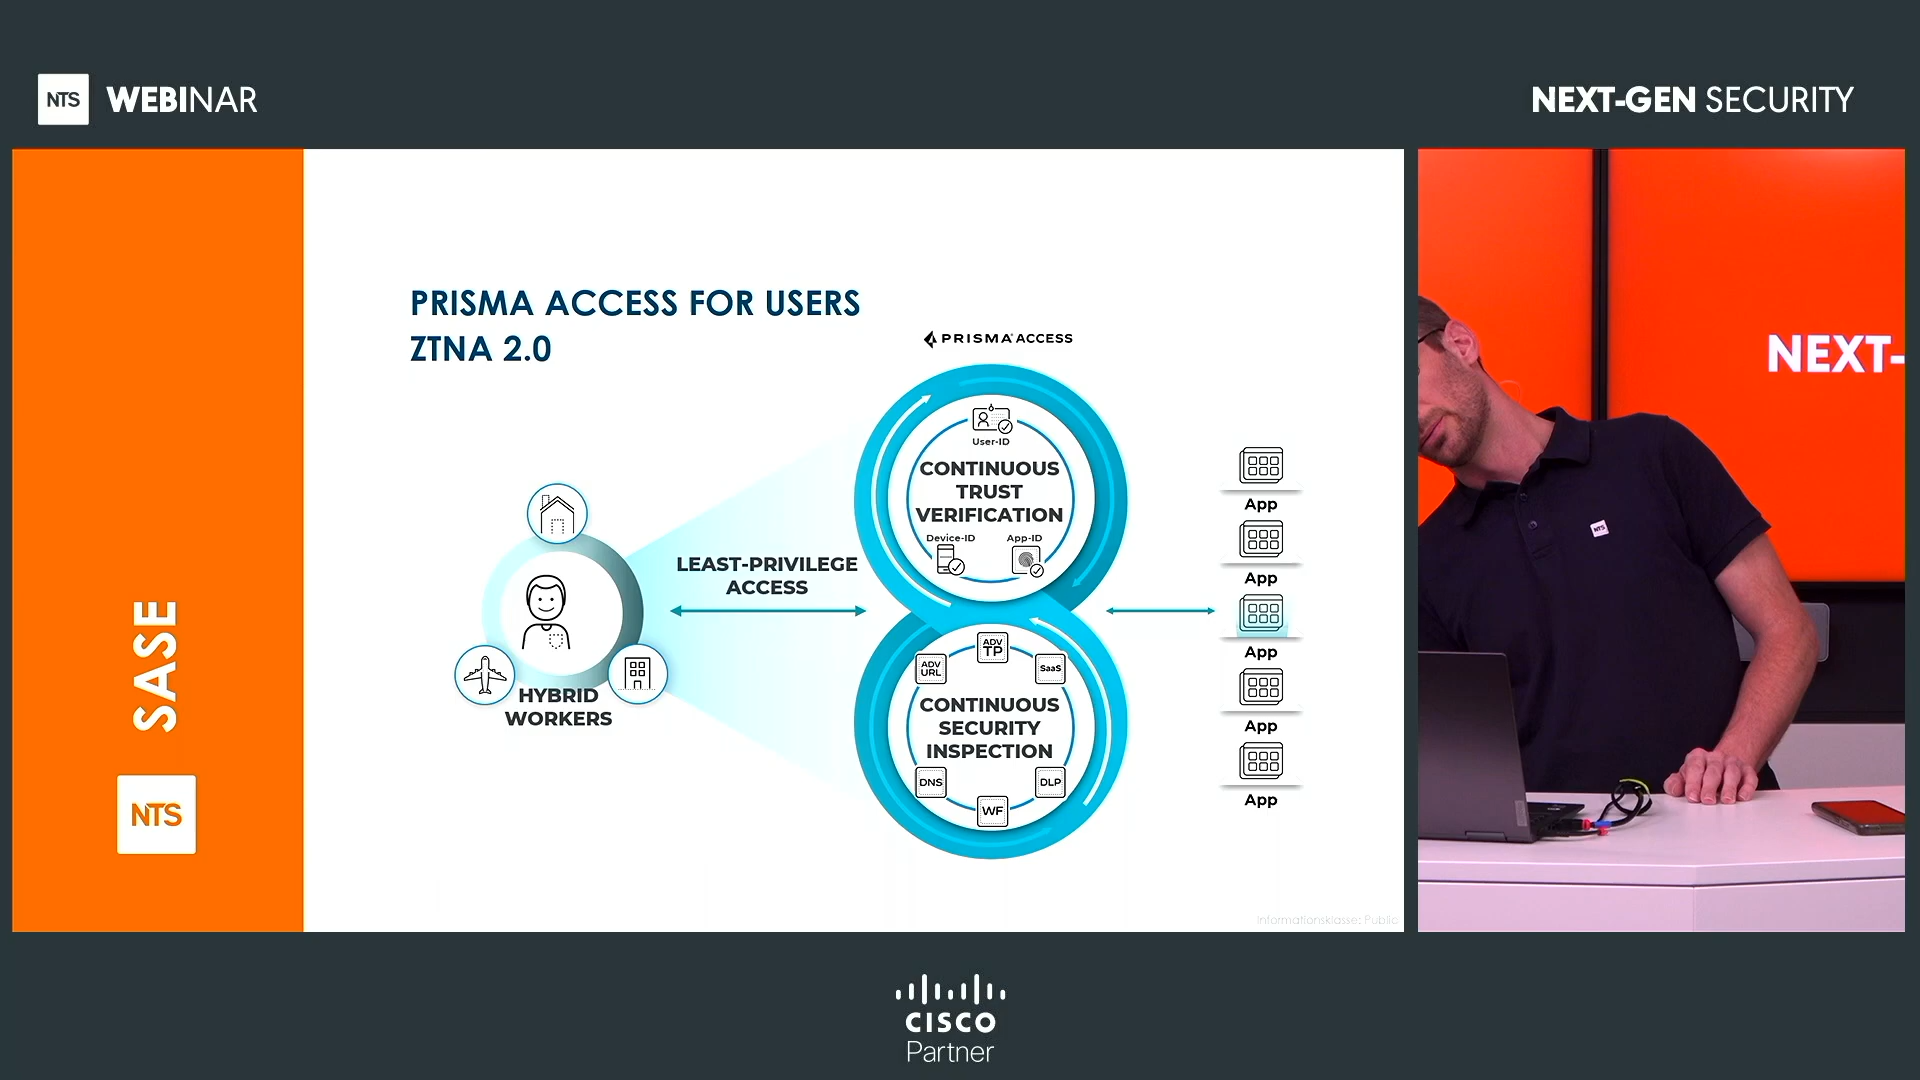 NTS WEBINAR
NEXT-GEN SECURITY
PRISMA ACCESS FOR USERS
ZTNA 2.0
PRISMA ACCESS
User-ID
CONTINUOUS
TRUST
VERIFICATION
Device-ID
App-ID
LEAST-PRIVILEGE
ACCESS
HYBRID
WORKERS
ADV
TP
ADV
URL
SaaS
CONTINUOUS
SECURITY
INSPECTION
DNS
DLP
WF
App
App
App
App
App
SASE
NTS
Informationsklasse: Public
NEXT-
NTS
CISCO
Partner